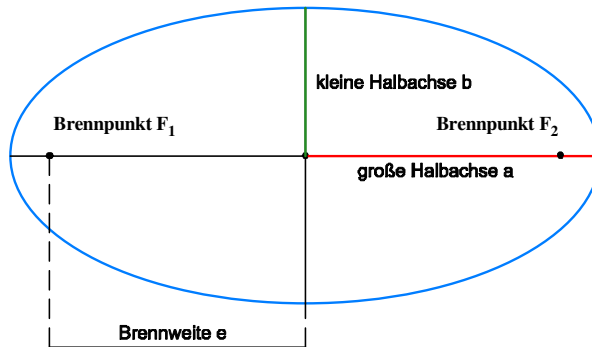 kleine Halbachse b
Brennpunkt F₁
Brennpunkt F₂
große Halbachse a
Brennweite e